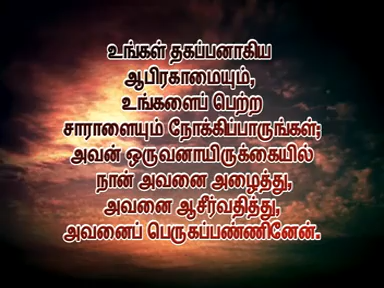 உங்கள் தகப்பனாகிய
ஆபிரகாமையும்,
உங்களைப் பெற்ற
சாராளையும் நோக்கிப்பாருங்கள்;
அவன் ஒருவனாயிருக்கையில்
நான் அவனை அழைத்து,
அவனை ஆசீர்வதித்து,
அவனைப் பெருகப்பண்ணினேன்.